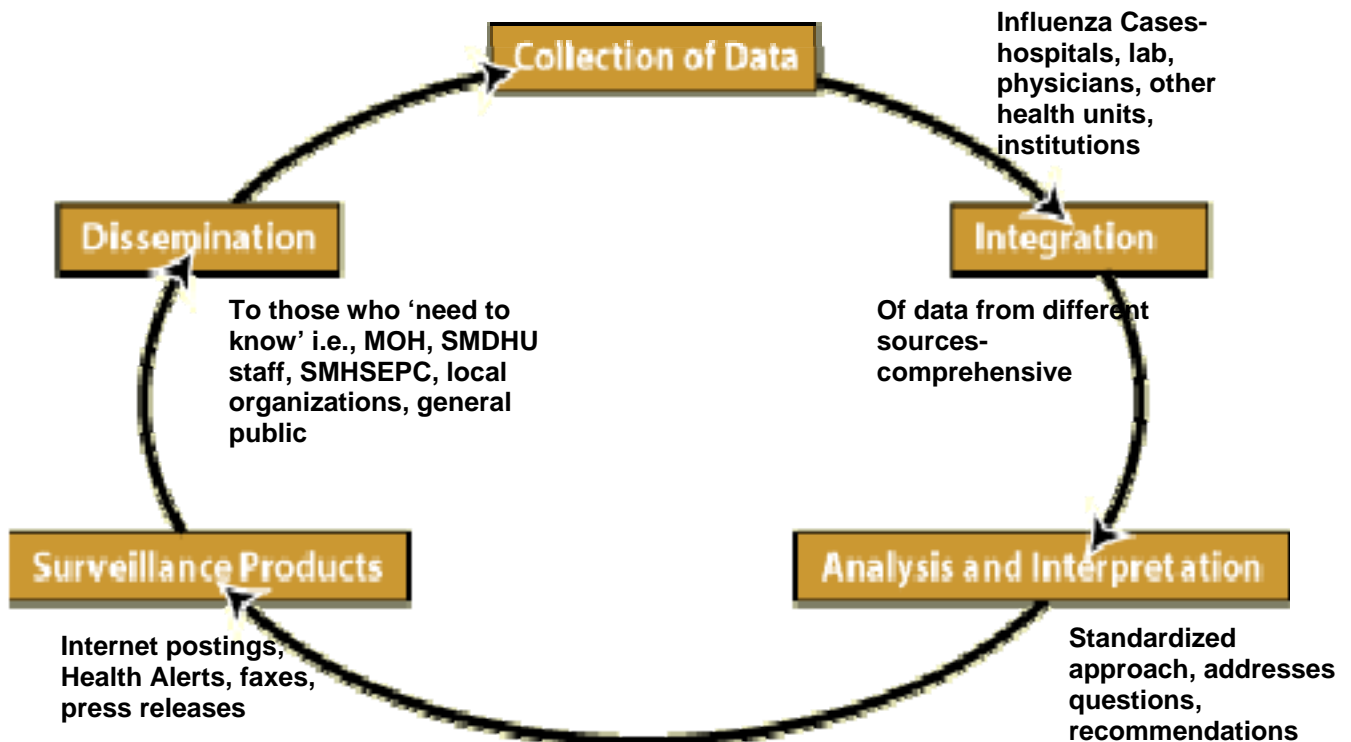 Collection of Data
Influenza Cases-
hospitals, lab,
physicians, other
health units,
institutions
Integration
Of data from different
sources-
comprehensive
Analysis and Interpretation
Standardized
approach, addresses
questions,
recommendations
Surveillance Products
Internet postings,
Health Alerts, faxes,
press releases
Dissemination
To those who ‘need to
know’ i.e., MOH, SMDHU
staff, SMHSEPC, local
organizations, general
public